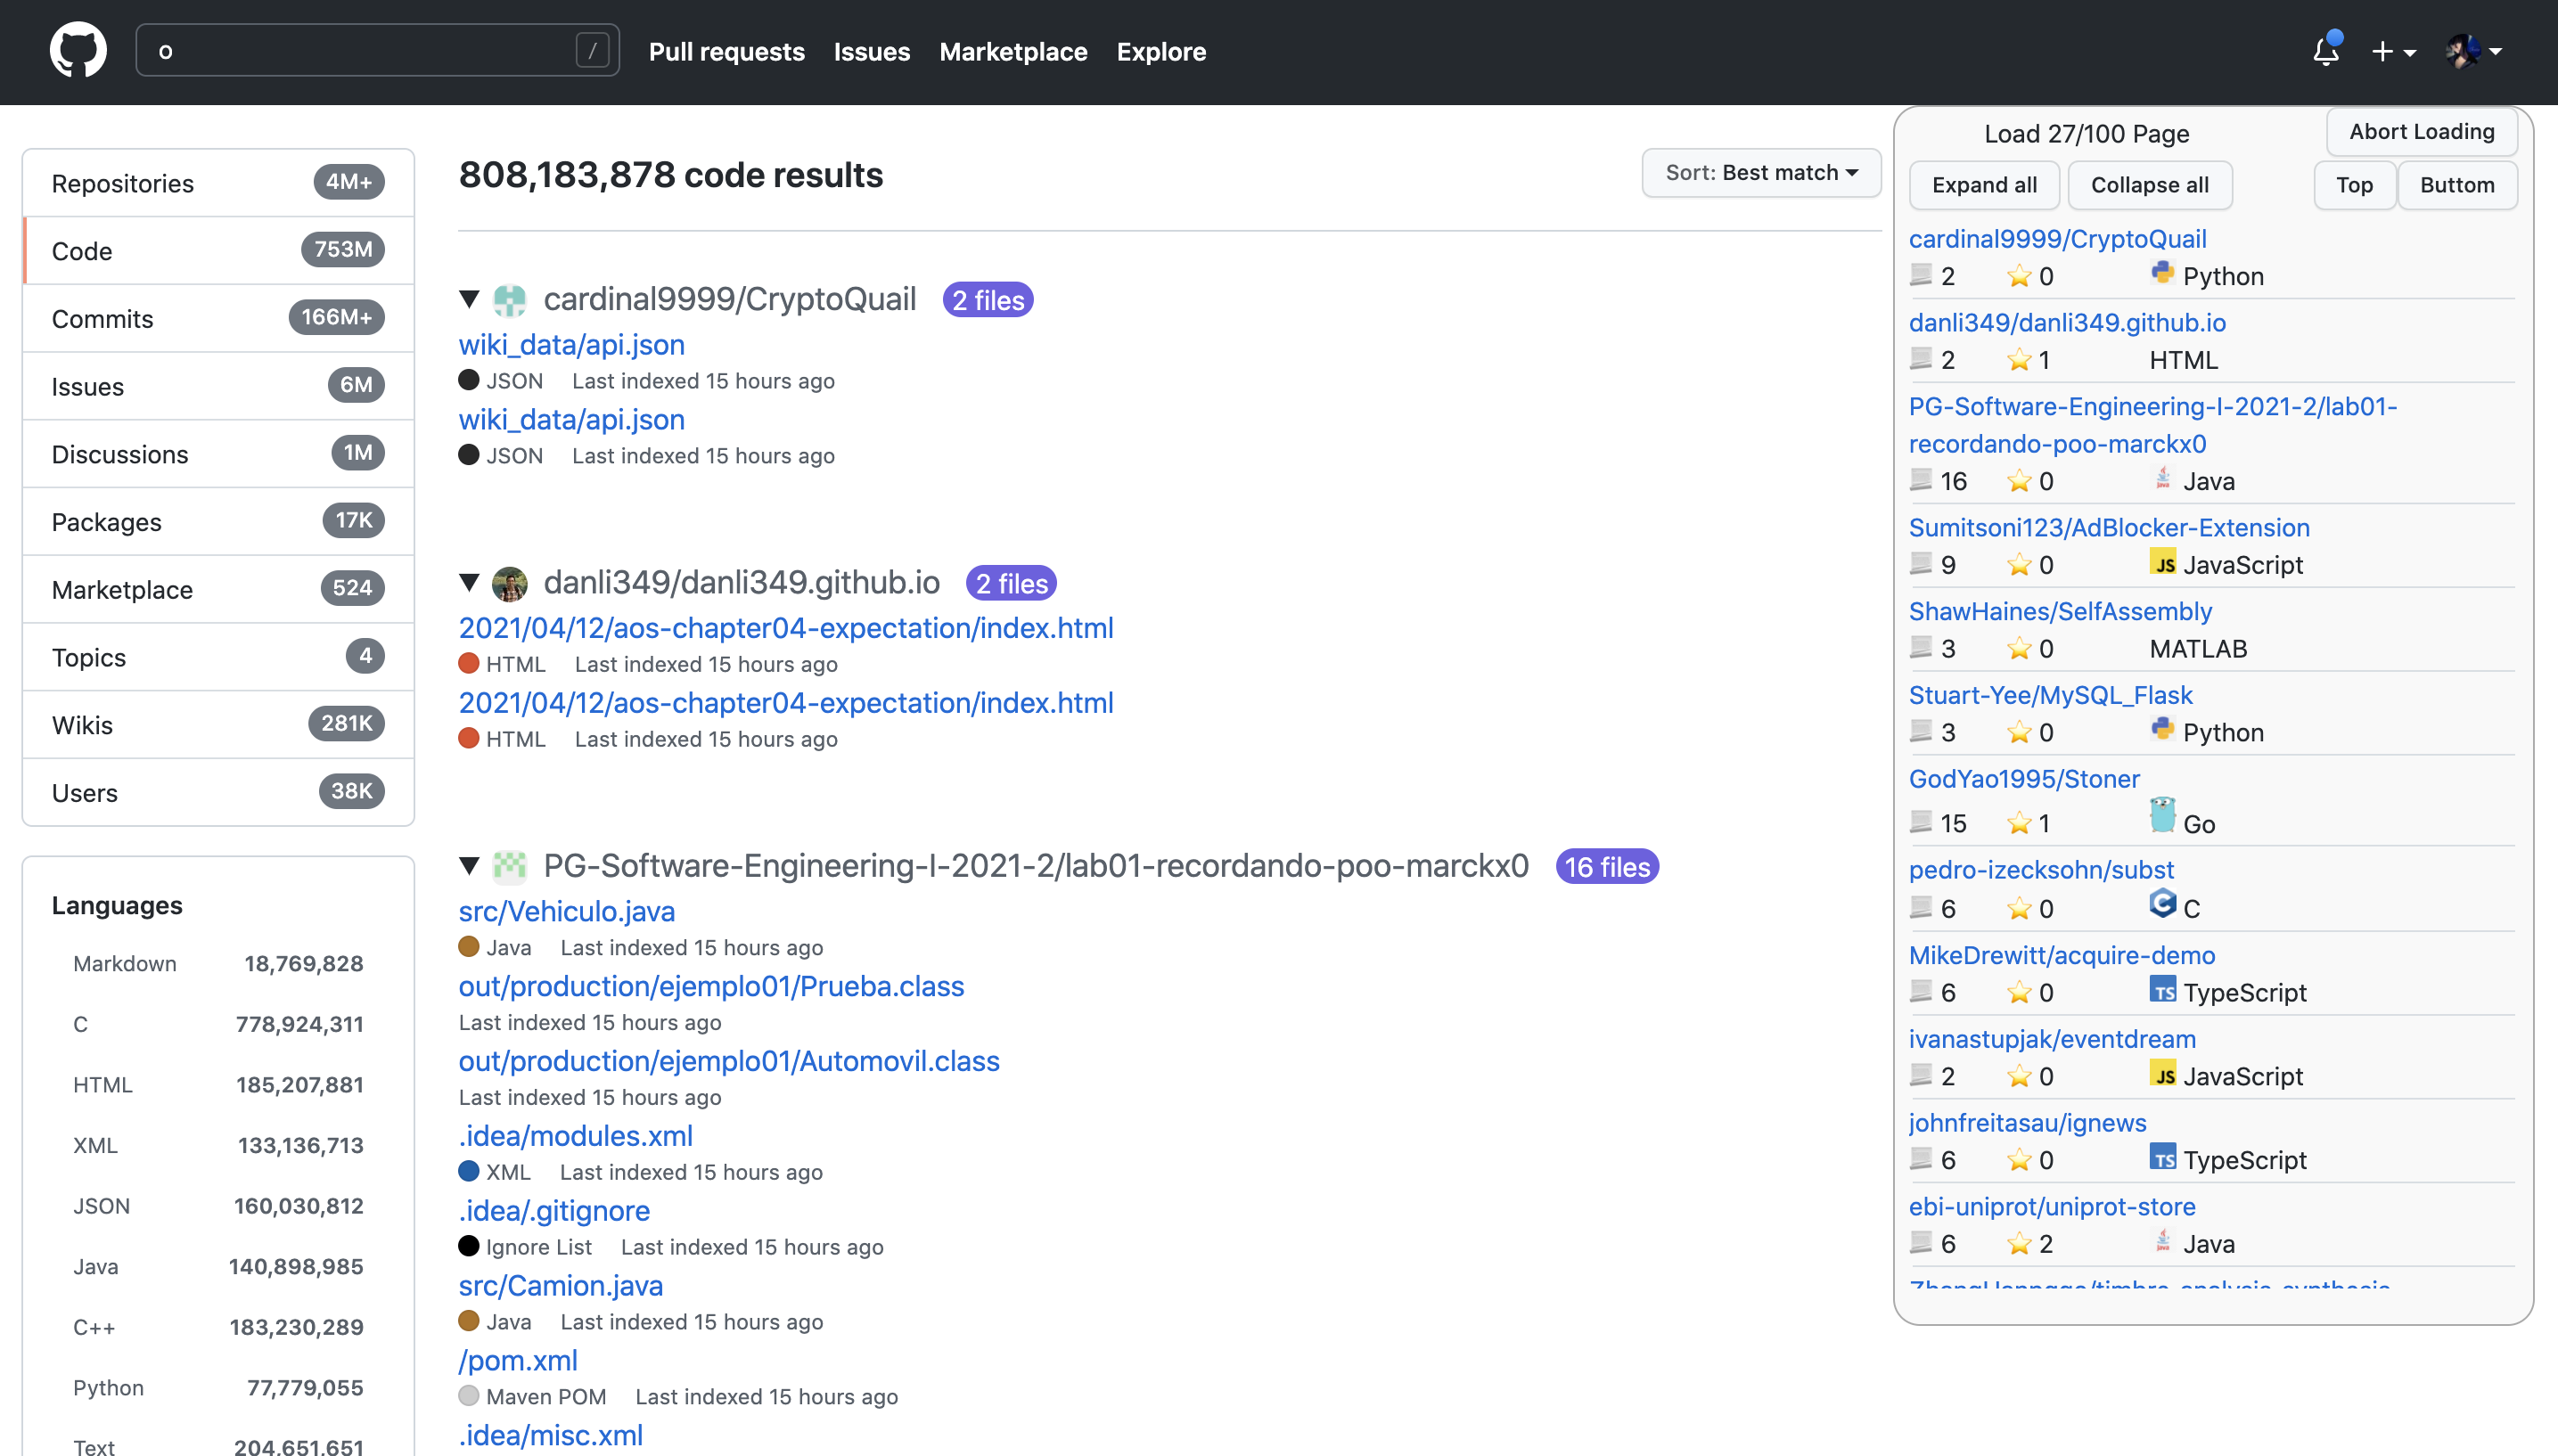 o /
Pull requests Issues Marketplace Explore
Repositories 4M+
Code 753M
Commits 166M+
Issues 6M
Discussions 1M
Packages 17K
Marketplace 524
Topics 4
Wikis 281K
Users 38K
Languages
Markdown 18,769,828
C 778,924,311
HTML 185,207,881
XML 133,136,713
JSON 160,030,812
Java 140,898,985
C++ 183,230,289
Python 77,779,055
Text 204,651,651
808,183,878 code results
Sort: Best match
cardinal9999/CryptoQuail 2 files
wiki_data/api.json
JSON Last indexed 15 hours ago
wiki_data/api.json
JSON Last indexed 15 hours ago
danli349/danli349.github.io 2 files
2021/04/12/aos-chapter04-expectation/index.html
HTML Last indexed 15 hours ago
2021/04/12/aos-chapter04-expectation/index.html
HTML Last indexed 15 hours ago
PG-Software-Engineering-I-2021-2/lab01-recordando-poo-marckx0 16 files
src/Vehiculo.java
Java Last indexed 15 hours ago
out/production/ejemplo01/Prueba.class
Last indexed 15 hours ago
out/production/ejemplo01/Automovil.class
Last indexed 15 hours ago
.idea/modules.xml
XML Last indexed 15 hours ago
.idea/.gitignore
Ignore List Last indexed 15 hours ago
src/Camion.java
Java Last indexed 15 hours ago
/pom.xml
Maven POM Last indexed 15 hours ago
.idea/misc.xml
Load 27/100 Page Abort Loading
Expand all Collapse all Top Buttom
cardinal9999/CryptoQuail
2 0 Python
danli349/danli349.github.io
2 1 HTML
PG-Software-Engineering-I-2021-2/lab01-
recordando-poo-marckx0
16 0 Java
Sumitsoni123/AdBlocker-Extension
9 0 JS JavaScript
ShawHaines/SelfAssembly
3 0 MATLAB
Stuart-Yee/MySQL_Flask
3 0 Python
GodYao1995/Stoner
15 1 Go
pedro-izecksohn/subst
6 0 C C
MikeDrewitt/acquire-demo
6 0 TS TypeScript
ivanastupjak/eventdream
2 0 JS JavaScript
johnfreitasau/ignews
6 0 TS TypeScript
ebi-uniprot/uniprot-store
6 2 Java